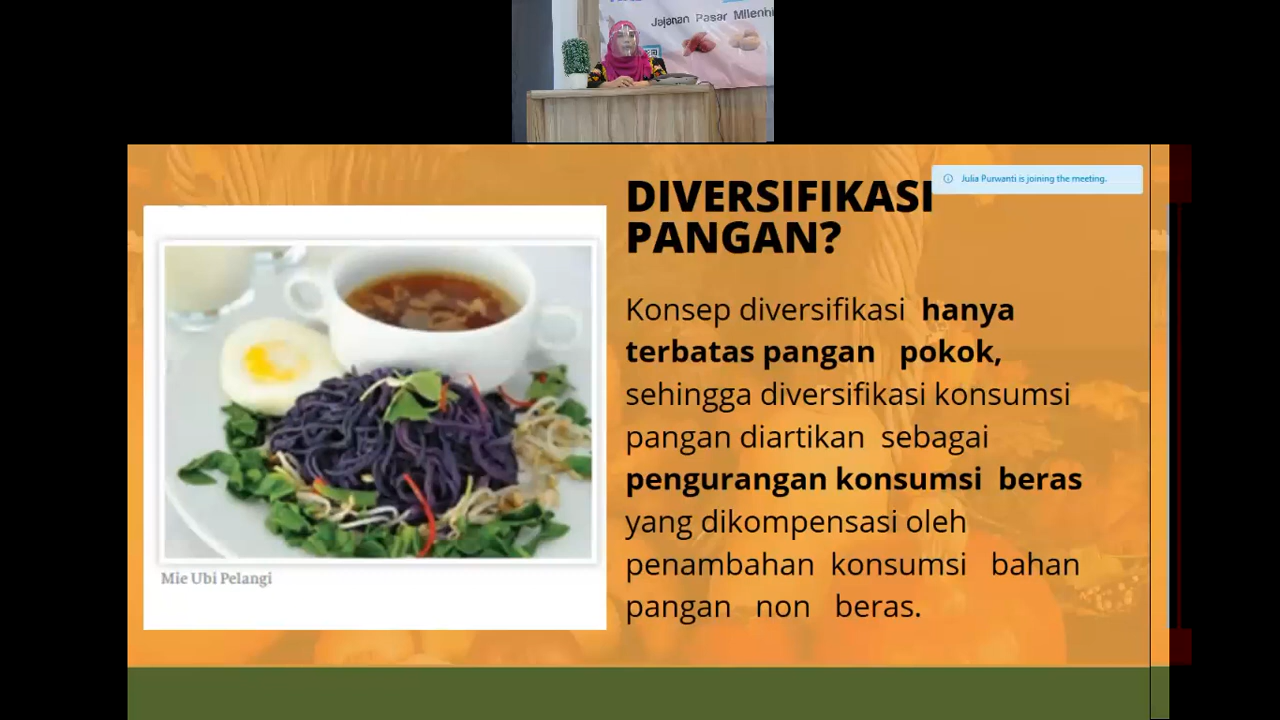 Jajanan Pasar Milenni
Julia Purwanti is joining the meeting.
DIVERSIFIKASI
PANGAN?
Konsep diversifikasi hanya
terbatas pangan pokok,
sehingga diversifikasi konsumsi
pangan diartikan sebagai
pengurangan konsumsi beras
yang dikompensasi oleh
penambahan konsumsi bahan
pangan non beras.
Mie Ubi Pelangi